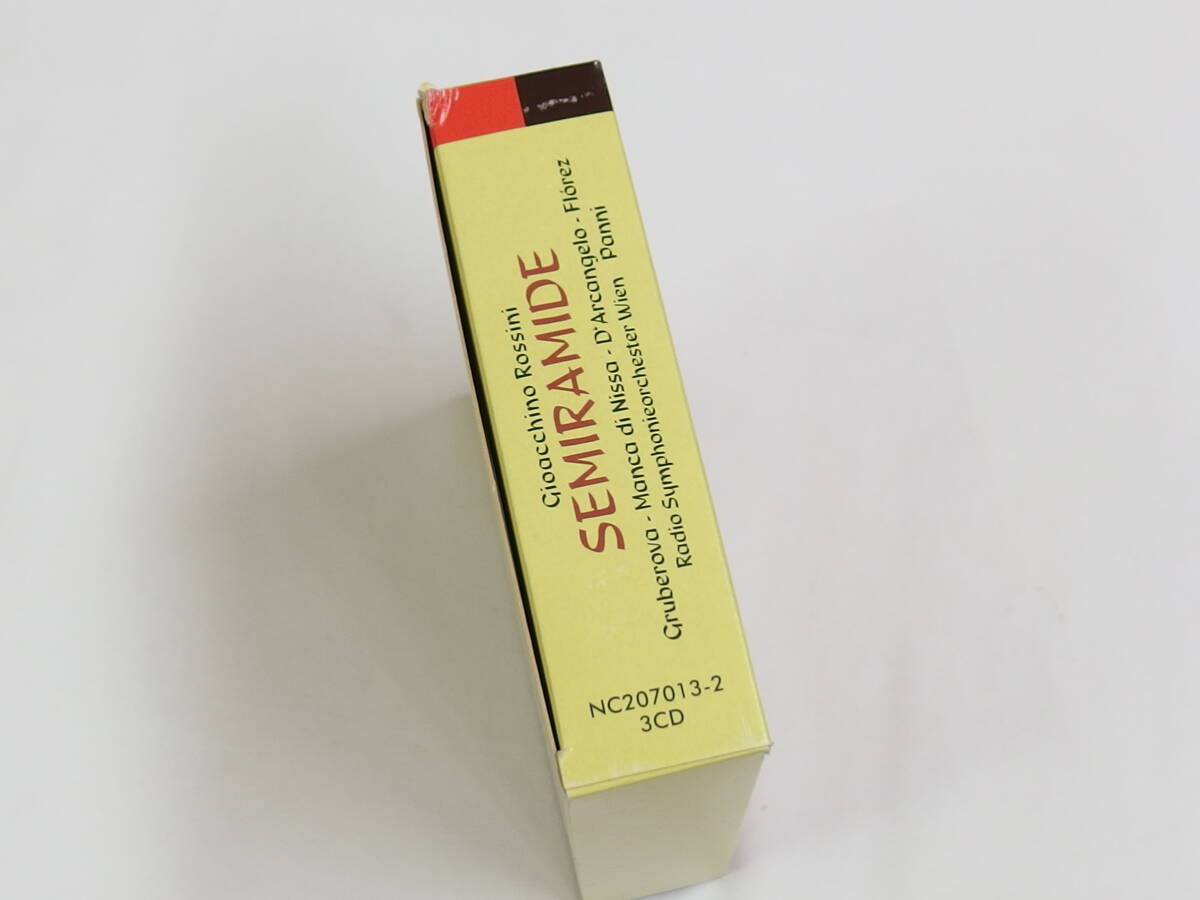 Gioacchino Rossini
SEMIRAMIDE
Gruberova - Manca di Nissa - D'Arcangelo - Flórez
Radio Symphonieorchester Wien Panni
NC207013-2
3CD